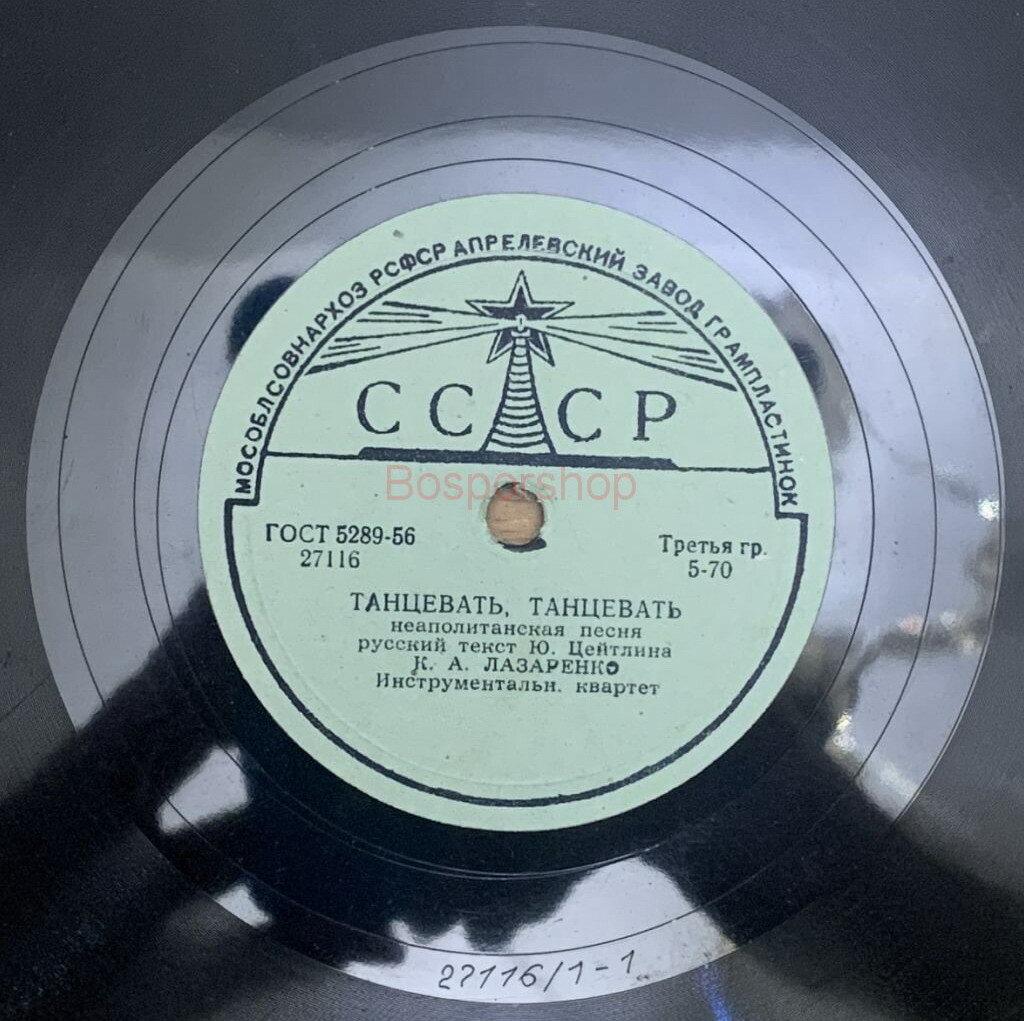 МОСОБЛСОВНАРХОЗ РСФСР АПРЕЛЕВСКИЙ ЗАВОД ГРАМПЛАСТИНОК
СССР
Bosporshop
ГОСТ 5289-56
27116
Третья гр.
5-70
ТАНЦЕВАТЬ, ТАНЦЕВАТЬ
неаполитанская песня
русский текст Ю. Цейтлина
К. А. ЛАЗАРЕНКО
Инструментальн. квартет
27116/1-1